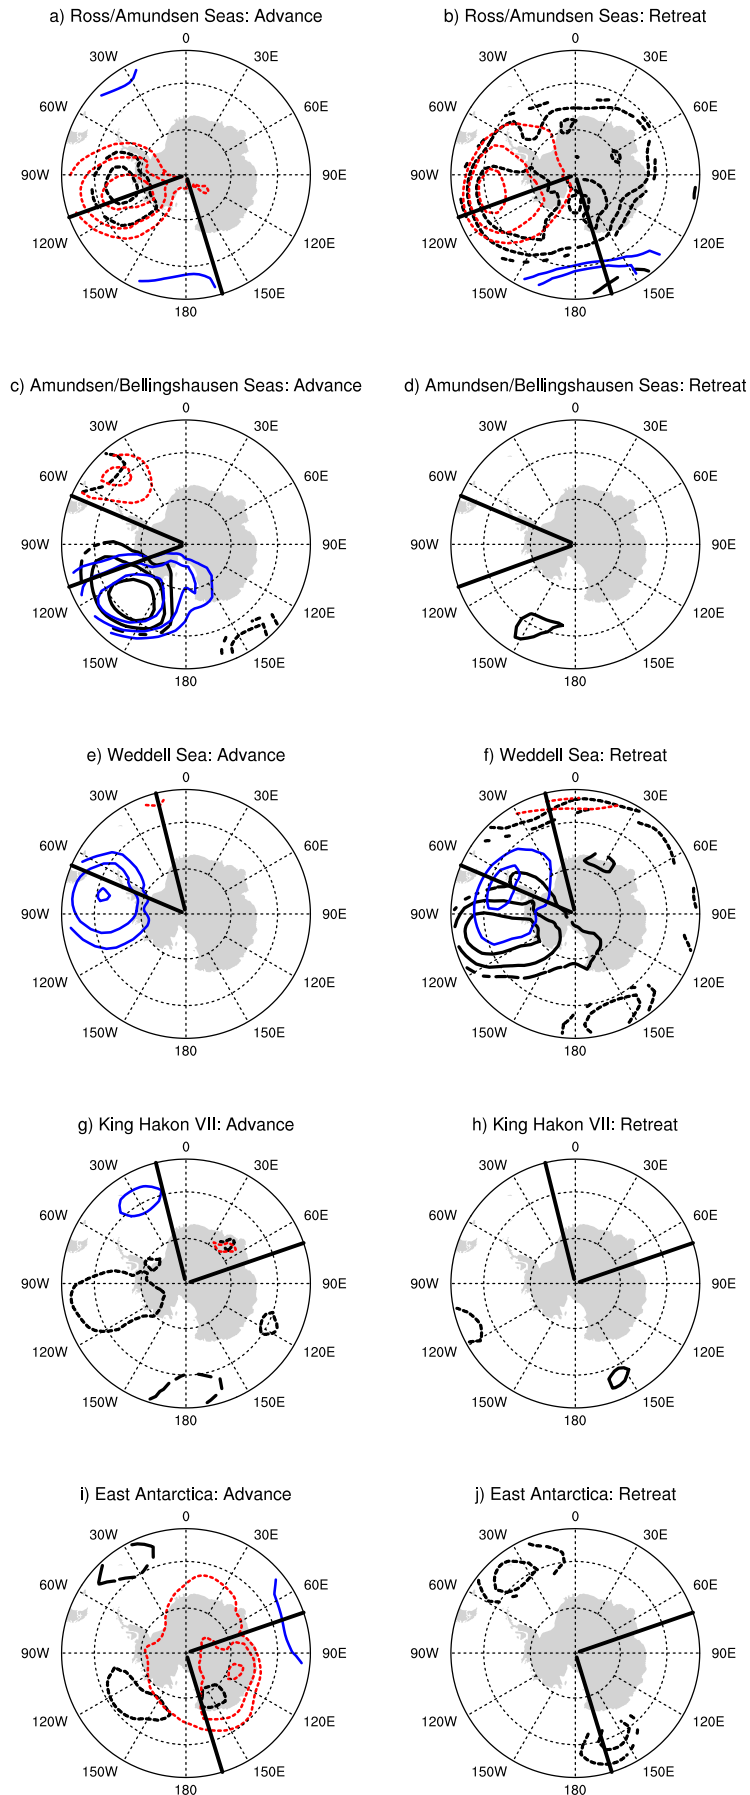 a) Ross/Amundsen Seas: Advance
0
30W
30E
60W
60E
90W
90E
120W
120E
150W
150E
180
b) Ross/Amundsen Seas: Retreat
0
30W
30E
60W
60E
90W
90E
120W
120E
150W
150E
180
c) Amundsen/Bellingshausen Seas: Advance
0
30W
30E
60W
60E
90W
90E
120W
120E
150W
150E
180
d) Amundsen/Bellingshausen Seas: Retreat
0
30W
30E
60W
60E
90W
90E
120W
120E
150W
150E
180
e) Weddell Sea: Advance
0
30W
30E
60W
60E
90W
90E
120W
120E
150W
150E
180
f) Weddell Sea: Retreat
0
30W
30E
60W
60E
90W
90E
120W
120E
150W
150E
180
g) King Hakon VII: Advance
0
30W
30E
60W
60E
90W
90E
120W
120E
150W
150E
180
h) King Hakon VII: Retreat
0
30W
30E
60W
60E
90W
90E
120W
120E
150W
150E
180
i) East Antarctica: Advance
0
30W
30E
60W
60E
90W
90E
120W
120E
150W
150E
180
j) East Antarctica: Retreat
0
30W
30E
60W
60E
90W
90E
120W
120E
150W
150E
180